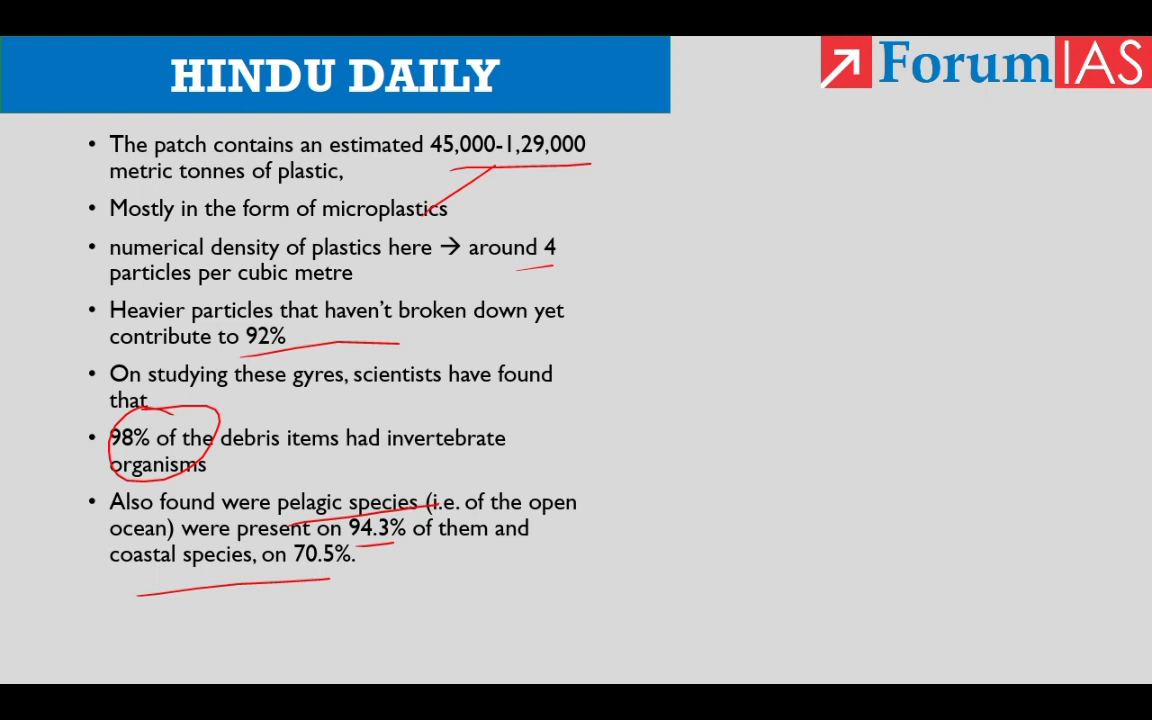 HINDU DAILY
ForumIAS
• The patch contains an estimated 45,000-1,29,000
metric tonnes of plastic,
• Mostly in the form of microplastics
• numerical density of plastics here → around 4
particles per cubic metre
• Heavier particles that haven't broken down yet
contribute to 92%
• On studying these gyres, scientists have found
that
• 98% of the debris items had invertebrate
organisms
• Also found were pelagic species (i.e. of the open
ocean) were present on 94.3% of them and
coastal species, on 70.5%.